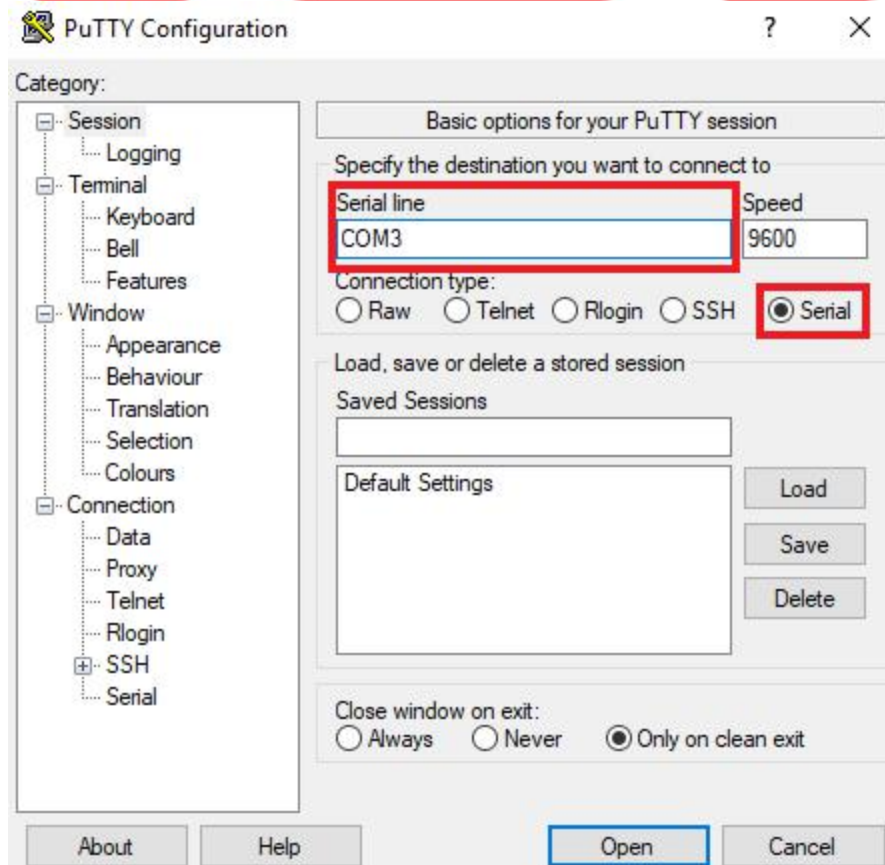 PuTTY Configuration ? ×
Category:
Session
Logging
Terminal
Keyboard
Bell
Features
Window
Appearance
Behaviour
Translation
Selection
Colours
Connection
Data
Proxy
Telnet
Rlogin
SSH
Serial
Basic options for your PuTTY session
Specify the destination you want to connect to
Serial line Speed
COM3 9600
Connection type:
Raw Telnet Rlogin SSH Serial
Load, save or delete a stored session
Saved Sessions
Default Settings
Load
Save
Delete
Close window on exit:
Always Never Only on clean exit
About Help Open Cancel